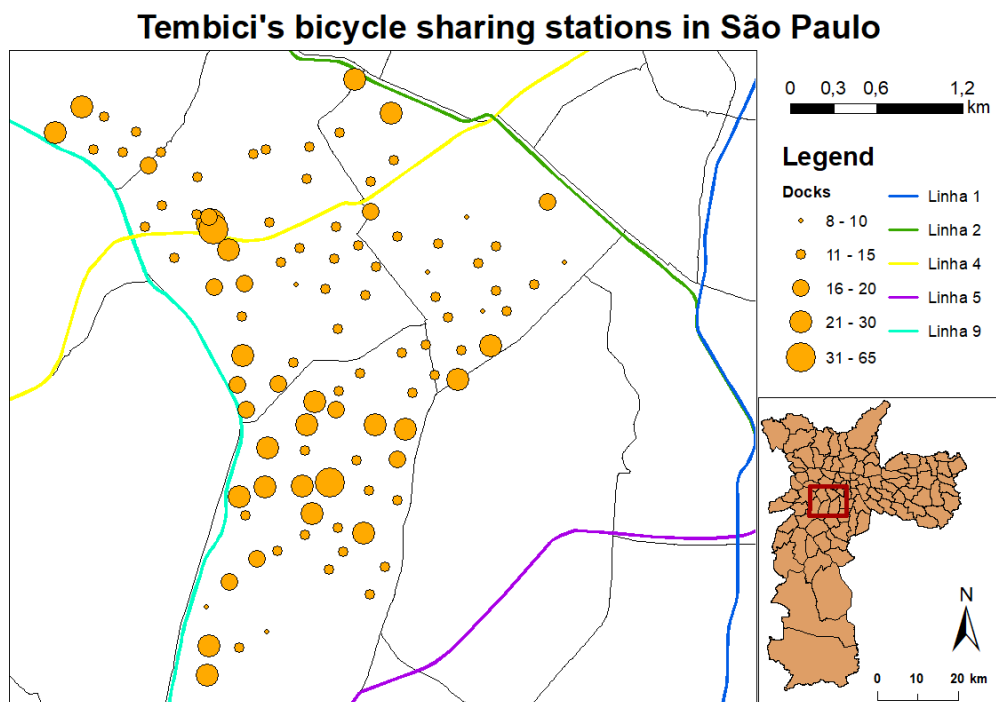 Tembici's bicycle sharing stations in São Paulo
0 0,3 0,6 1,2
km
Legend
Docks
8 - 10
11 - 15
16 - 20
21 - 30
31 - 65
Linha 1
Linha 2
Linha 4
Linha 5
Linha 9
N
0 10 20 km